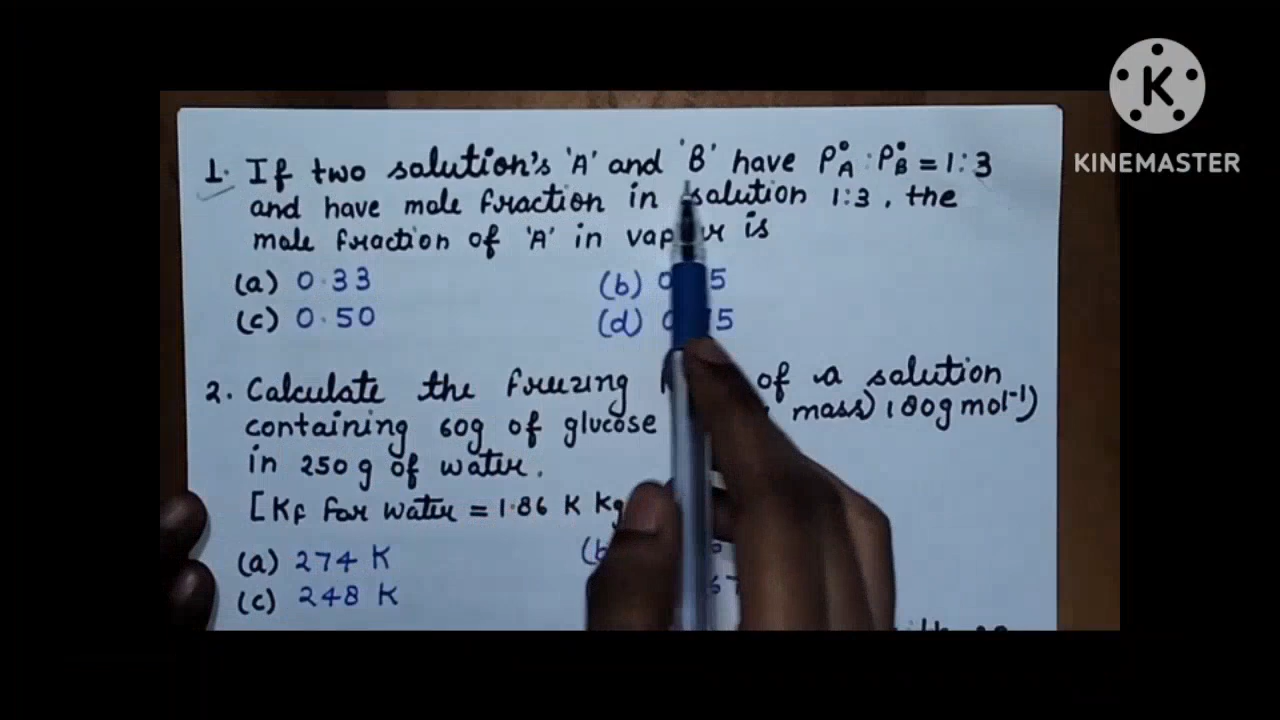 K
KINEMASTER
1. If two solution's 'A' and 'B' have P°A : P°B = 1:3
and have mole fraction in solution 1:3, the
mole fraction of 'A' in is
(a) 0.33 (b)
(c) 0.50 (d)
2. Calculate the freezing of a solution
containing 60g of glucose mass) 180g mol⁻¹)
in 250 g of water.
[Kf for water = 1.86 K Kg
(a) 274 K
(c) 248 K